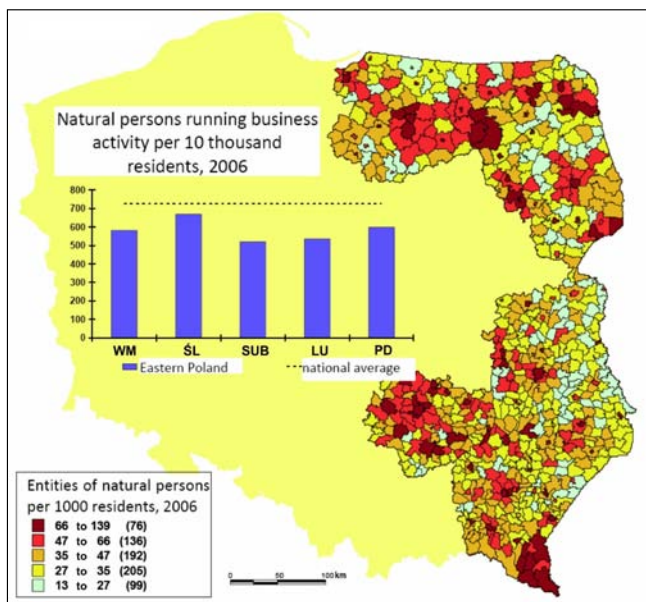 Natural persons running business
activity per 10 thousand
residents, 2006
800
700
600
500
400
300
200
100
0
WM ŚL SUB LU PD
Eastern Poland national average
Entities of natural persons
per 1000 residents, 2006
66 to 139 (76)
47 to 66 (136)
35 to 47 (192)
27 to 35 (205)
13 to 27 (99)
0 50 100 km